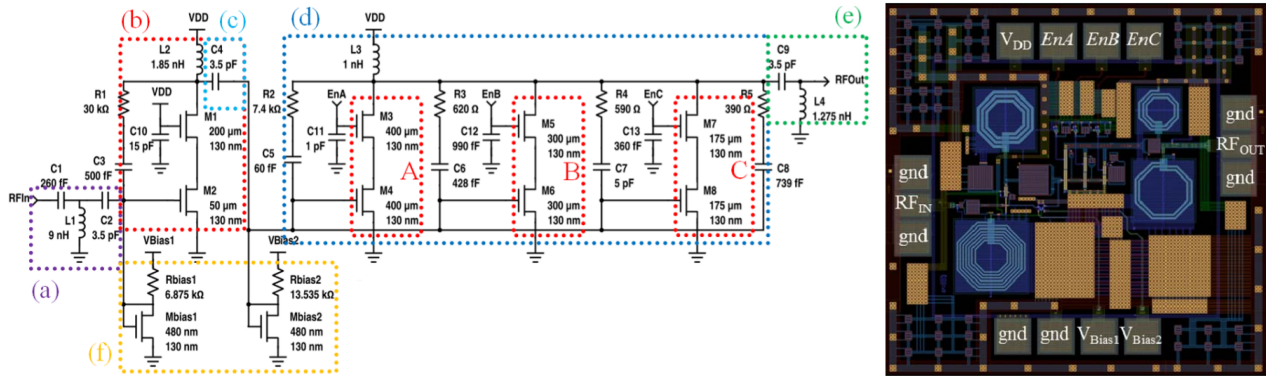 (a)
RFIn
C1
260 fF
L1
9 nH
C2
3.5 pF
(b)
VDD
L2
1.85 nH
R1
30 kΩ
VDD
C10
15 pF
C3
500 fF
M1
200 µm
130 nm
M2
50 µm
130 nm
(c)
C4
3.5 pF
(d)
VDD
L3
1 nH
R2
7.4 kΩ
C5
60 fF
EnA
C11
1 pF
M3
400 µm
130 nm
A
M4
400 µm
130 nm
R3
620 Ω
C6
428 fF
EnB
C12
990 fF
M5
300 µm
130 nm
B
M6
300 µm
130 nm
R4
590 Ω
C7
5 pF
EnC
C13
360 fF
M7
175 µm
130 nm
C
M8
175 µm
130 nm
R5
390 Ω
C8
739 fF
(e)
C9
3.5 pF
RFOut
L4
1.275 nH
(f)
VBias1
Rbias1
6.875 kΩ
Mbias1
480 nm
130 nm
VBias2
Rbias2
13.535 kΩ
Mbias2
480 nm
130 nm
VDD
EnA
EnB
EnC
gnd
RFOUT
gnd
gnd
RFIN
gnd
gnd
gnd
VBias1
VBias2